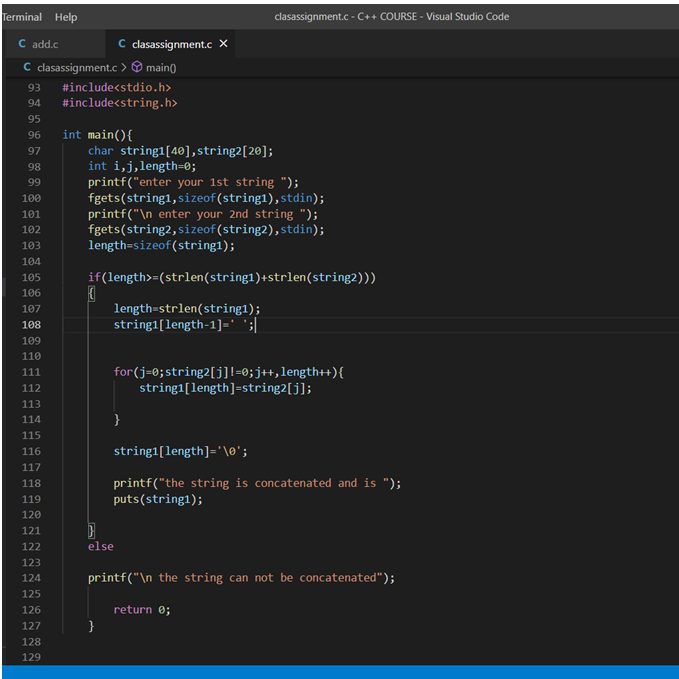 Terminal Help clasassignment.c - C++ COURSE - Visual Studio Code
C add.c C clasassignment.c ×
C clasassignment.c > main()
93 #include<stdio.h>
94 #include<string.h>
95
96 int main(){
97 char string1[40],string2[20];
98 int i,j,length=0;
99 printf("enter your 1st string ");
100 fgets(string1,sizeof(string1),stdin);
101 printf("\n enter your 2nd string ");
102 fgets(string2,sizeof(string2),stdin);
103 length=sizeof(string1);
104
105 if(length>=(strlen(string1)+strlen(string2)))
106 {
107 length=strlen(string1);
108 string1[length-1]=' ';
109
110
111 for(j=0;string2[j]!=0;j++,length++){
112 string1[length]=string2[j];
113
114 }
115
116 string1[length]='\0';
117
118 printf("the string is concatenated and is ");
119 puts(string1);
120
121 }
122 else
123
124 printf("\n the string can not be concatenated");
125
126 return 0;
127 }
128
129